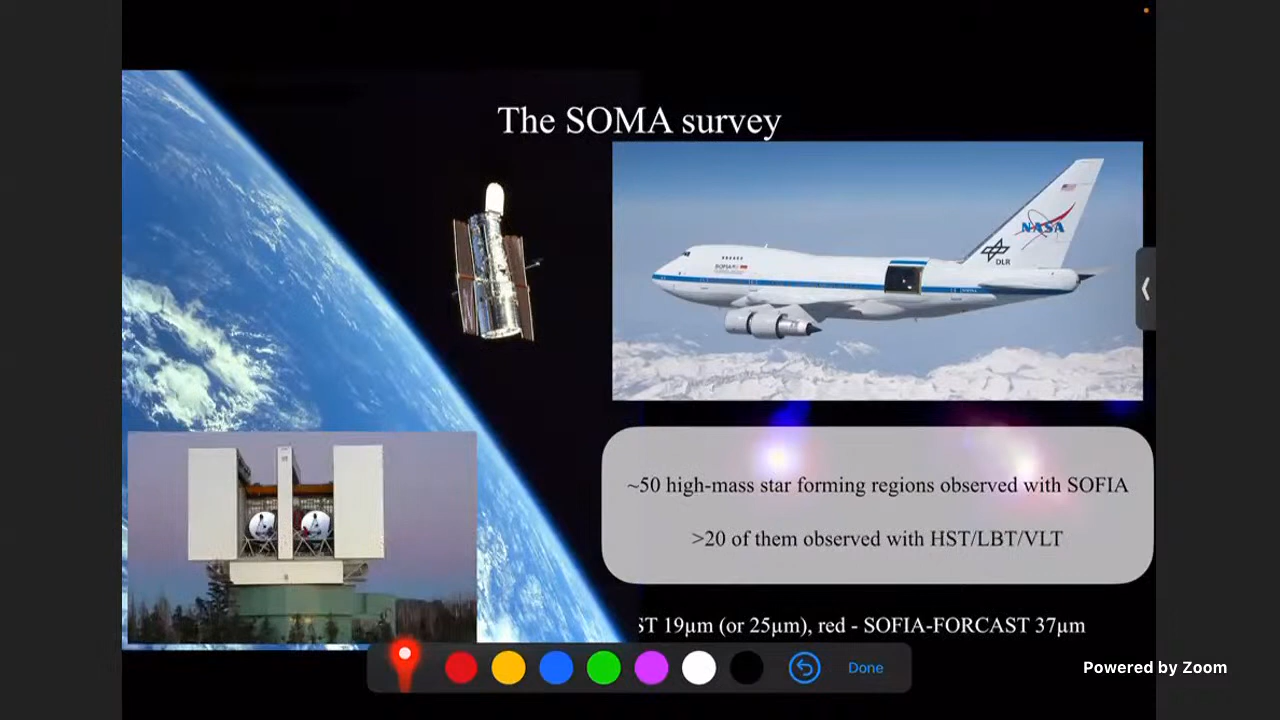 The SOMA survey
NASA
DLR
SOFIA
~50 high-mass star forming regions observed with SOFIA
>20 of them observed with HST/LBT/VLT
ST 19µm (or 25µm), red - SOFIA-FORCAST 37µm
Done
Powered by Zoom